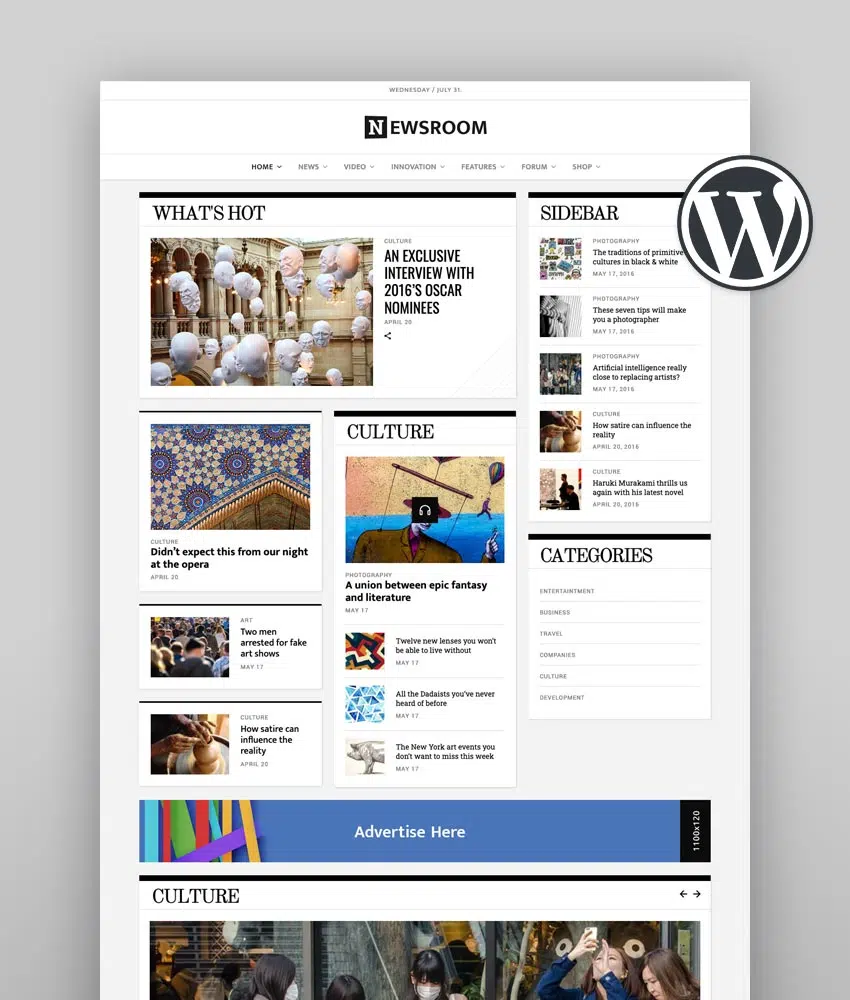 WEDNESDAY / JULY 31.
NEWSROOM
HOME NEWS VIDEO INNOVATION FEATURES FORUM SHOP
WHAT'S HOT
CULTURE
AN EXCLUSIVE
INTERVIEW WITH
2016'S OSCAR
NOMINEES
APRIL 20
CULTURE
Didn't expect this from our night
at the opera
APRIL 20
ART
Two men
arrested for fake
art shows
MAY 17
CULTURE
How satire can
influence the
reality
APRIL 20
CULTURE
PHOTOGRAPHY
A union between epic fantasy
and literature
MAY 17
Twelve new lenses you won't
be able to live without
MAY 17
All the Dadaists you've never
heard of before
MAY 17
The New York art events you
don't want to miss this week
MAY 17
SIDEBAR
W
PHOTOGRAPHY
The traditions of primitive
cultures in black & white
MAY 17, 2016
PHOTOGRAPHY
These seven tips will make
you a photographer
MAY 17, 2016
PHOTOGRAPHY
Artificial intelligence really
close to replacing artists?
MAY 17, 2016
CULTURE
How satire can influence the
reality
APRIL 20, 2016
CULTURE
Haruki Murakami thrills us
again with his latest novel
APRIL 20, 2016
CATEGORIES
ENTERTAINTMENT
BUSINESS
TRAVEL
COMPANIES
CULTURE
DEVELOPMENT
Advertise Here
1100x120
CULTURE